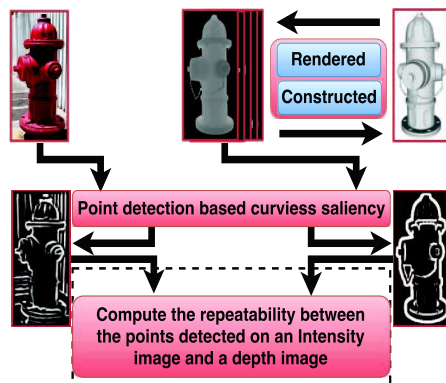 Rendered
Constructed
Point detection based curviess saliency
Compute the repeatability between
the points detected on an Intensity
image and a depth image